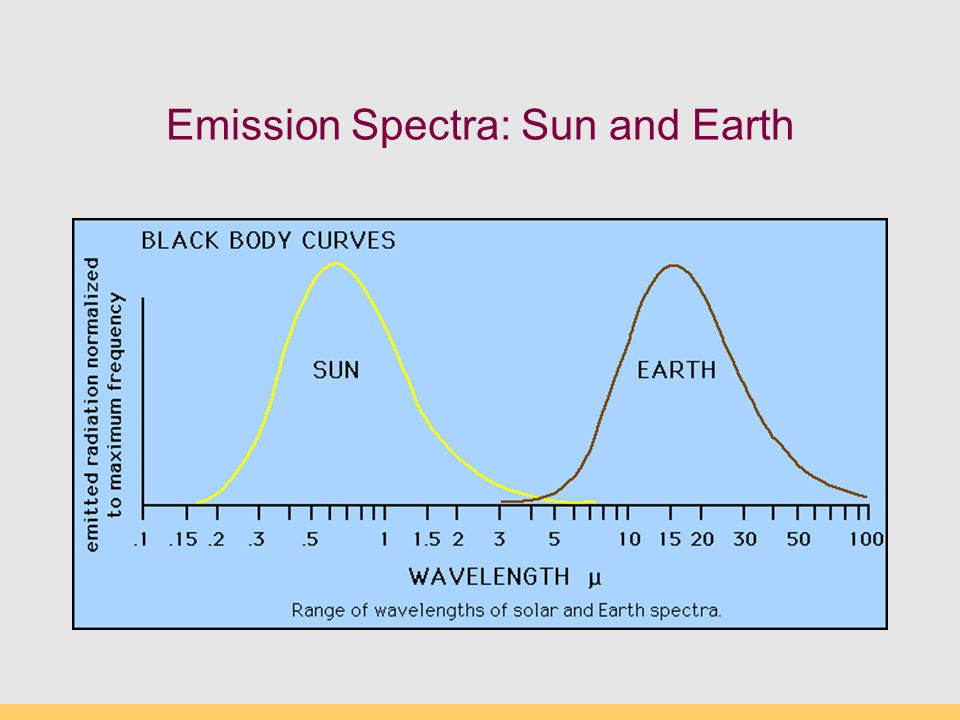 Emission Spectra: Sun and Earth
BLACK BODY CURVES
emitted radiation normalized
to maximum frequency
SUN
EARTH
.1 .15 .2 .3 .5 1 1.5 2 3 5 10 15 20 30 50 100
WAVELENGTH μ
Range of wavelengths of solar and Earth spectra.